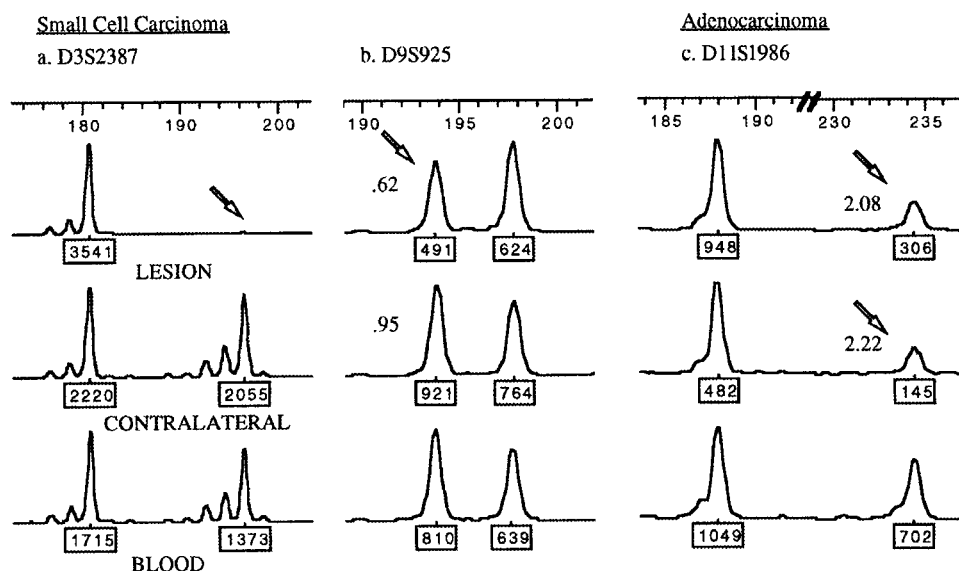 Small Cell Carcinoma
Adenocarcinoma
a. D3S2387
b. D9S925
c. D11S1986
180 190 200
190 195 200
185 190 230 235
.62
2.08
3541
491 624
948 306
LESION
.95
2.22
2220 2055
921 764
482 145
CONTRALATERAL
1715 1373
810 639
1049 702
BLOOD